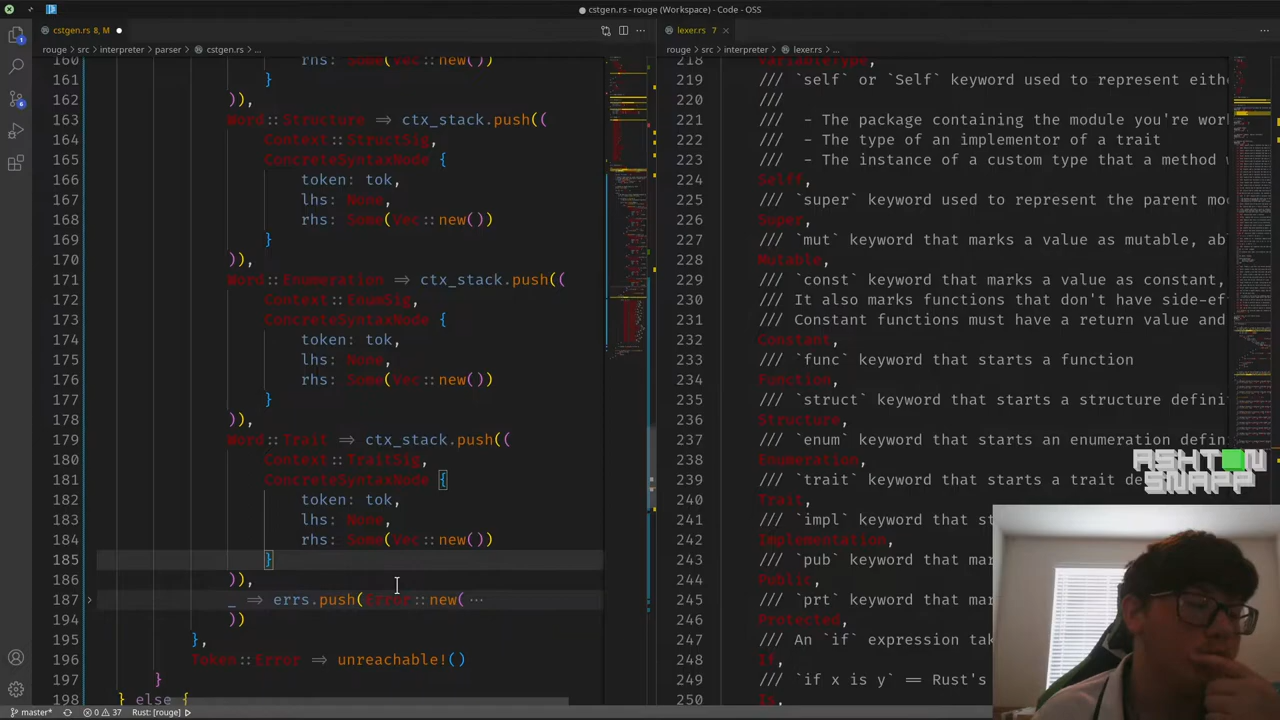 cstgen.rs — rouge (Workspace) - Code - OSS
cstgen.rs 8, M
lexer.rs 7
rouge > src > interpreter > parser > cstgen.rs > ...
rouge > src > interpreter > lexer.rs > ...
160 rhs: Some(Vec::new())
161 }
162 )),
163 Word::Structure => ctx_stack.push((
164 Context::StructSig,
165 ConcreteSyntaxNode {
166 token: tok,
167 lhs: None,
168 rhs: Some(Vec::new())
169 }
170 )),
171 Word::Enumeration => ctx_stack.push((
172 Context::EnumSig,
173 ConcreteSyntaxNode {
174 token: tok,
175 lhs: None,
176 rhs: Some(Vec::new())
177 }
178 )),
179 Word::Trait => ctx_stack.push((
180 Context::TraitSig,
181 ConcreteSyntaxNode {
182 token: tok,
183 lhs: None,
184 rhs: Some(Vec::new())
185 }
186 )),
187 _ => errs.push(Error::new( ...
194 ))
195 },
196 Token::Error => unreachable!()
197 }
198 } else {
218 VariableType,
219 /// `self` or `Self` keyword used to represent eith
220 ///
221 /// - The package containing the module you're wor
222 /// - The type of an implementor of a trait
223 /// - The instance of a custom type that a method w
224 Selff,
225 /// `super` keyword used to represent the parent mo
226 Super,
227 /// `mut` keyword that marks a value as mutable, ab
228 Mutable,
229 /// `const` keyword that marks a value as constant,
230 /// It also marks functions that don't have side-ef
231 /// Constant functions must have a return value and
232 Constant,
233 /// `func` keyword that starts a function
234 Function,
235 /// `struct` keyword that starts a structure defini
236 Structure,
237 /// `enum` keyword that starts an enumeration defin
238 Enumeration,
239 /// `trait` keyword that starts a trait de
240 Trait,
241 /// `impl` keyword that st
242 Implementation,
243 /// `pub` keyword that mar
244 Public,
245 /// `prt` keyword that mar
246 Protected,
247 /// An `if` expression tak
248 If,
249 /// `if x is y` == Rust's
250 Is,
ASHTON
SNAPP
master* 0 37 Rust: [rouge]